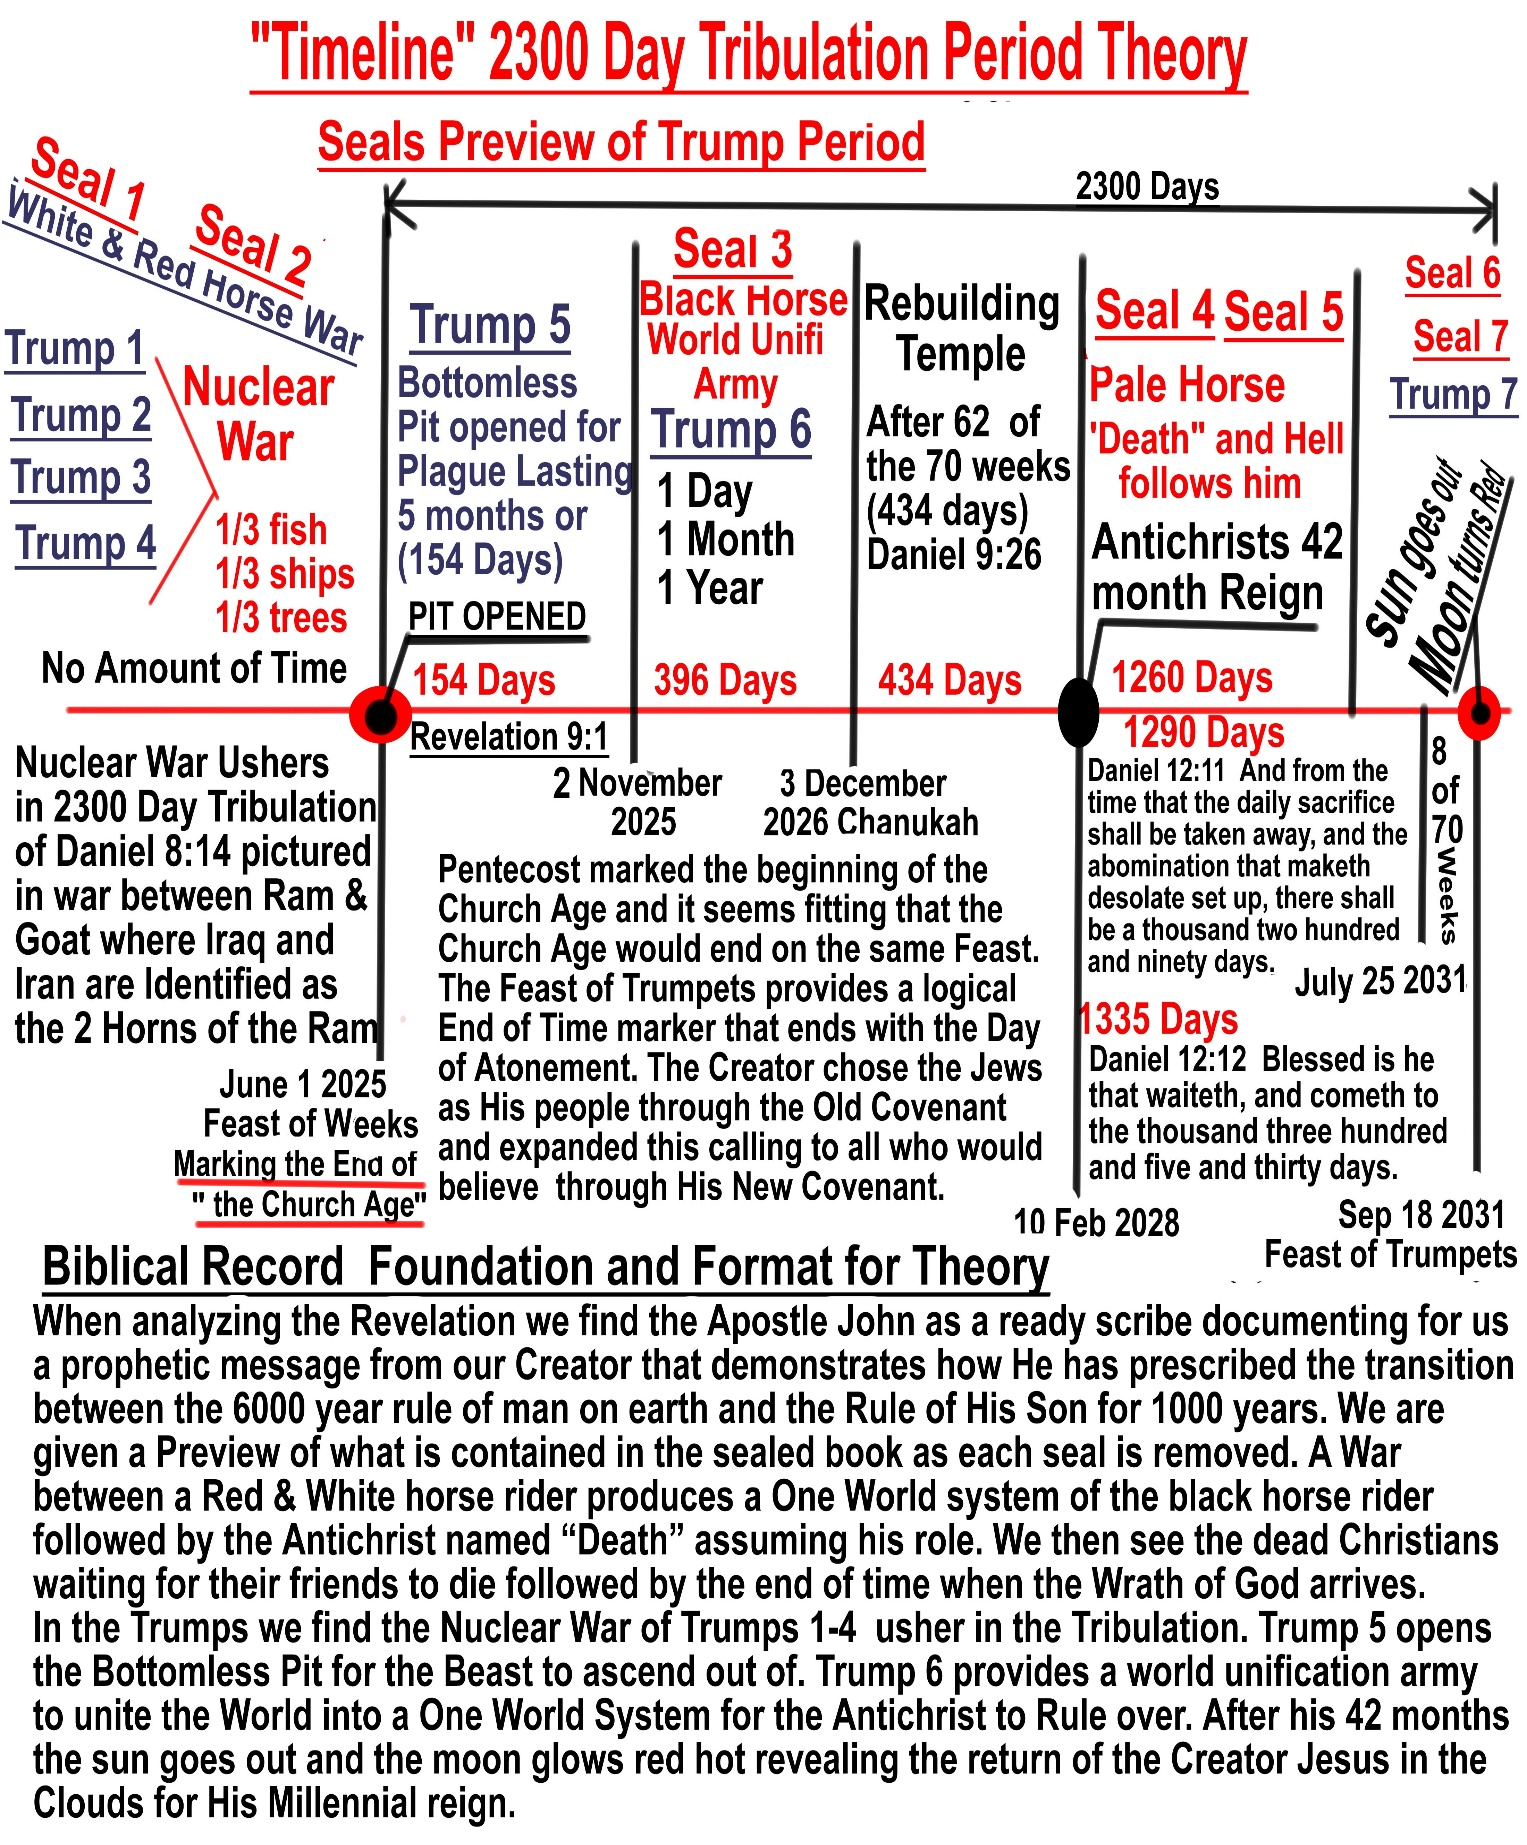 "Timeline" 2300 Day Tribulation Period Theory
Seals Preview of Trump Period
2300 Days
Seal 1
Seal 2
White & Red Horse War
Trump 1
Trump 2
Trump 3
Trump 4
Nuclear
War
1/3 fish
1/3 ships
1/3 trees
No Amount of Time
Trump 5
Bottomless
Pit opened for
Plague Lasting
5 months or
(154 Days)
PIT OPENED
154 Days
Revelation 9:1
Seal 3
Black Horse
World Unifi
Army
Trump 6
1 Day
1 Month
1 Year
396 Days
Rebuilding
Temple
After 62 of
the 70 weeks
(434 days)
Daniel 9:26
434 Days
Seal 4 Seal 5
Pale Horse
'Death" and Hell
follows him
Antichrists 42
month Reign
1260 Days
1290 Days
Seal 6
Seal 7
Trump 7
sun goes out
Moon turns Red
Nuclear War Ushers
in 2300 Day Tribulation
of Daniel 8:14 pictured
in war between Ram &
Goat where Iraq and
Iran are Identified as
the 2 Horns of the Ram
June 1 2025
Feast of Weeks
Marking the End of
" the Church Age"
2 November
2025
3 December
2026 Chanukah
Pentecost marked the beginning of the
Church Age and it seems fitting that the
Church Age would end on the same Feast.
The Feast of Trumpets provides a logical
End of Time marker that ends with the Day
of Atonement. The Creator chose the Jews
as His people through the Old Covenant
and expanded this calling to all who would
believe through His New Covenant.
Daniel 12:11 And from the
time that the daily sacrifice
shall be taken away, and the
abomination that maketh
desolate set up, there shall
be a thousand two hundred
and ninety days.
8
of
70
Weeks
July 25 2031
1335 Days
Daniel 12:12 Blessed is he
that waiteth, and cometh to
the thousand three hundred
and five and thirty days.
10 Feb 2028
Sep 18 2031
Feast of Trumpets
Biblical Record Foundation and Format for Theory
When analyzing the Revelation we find the Apostle John as a ready scribe documenting for us
a prophetic message from our Creator that demonstrates how He has prescribed the transition
between the 6000 year rule of man on earth and the Rule of His Son for 1000 years. We are
given a Preview of what is contained in the sealed book as each seal is removed. A War
between a Red & White horse rider produces a One World system of the black horse rider
followed by the Antichrist named “Death” assuming his role. We then see the dead Christians
waiting for their friends to die followed by the end of time when the Wrath of God arrives.
In the Trumps we find the Nuclear War of Trumps 1-4 usher in the Tribulation. Trump 5 opens
the Bottomless Pit for the Beast to ascend out of. Trump 6 provides a world unification army
to unite the World into a One World System for the Antichrist to Rule over. After his 42 months
the sun goes out and the moon glows red hot revealing the return of the Creator Jesus in the
Clouds for His Millennial reign.